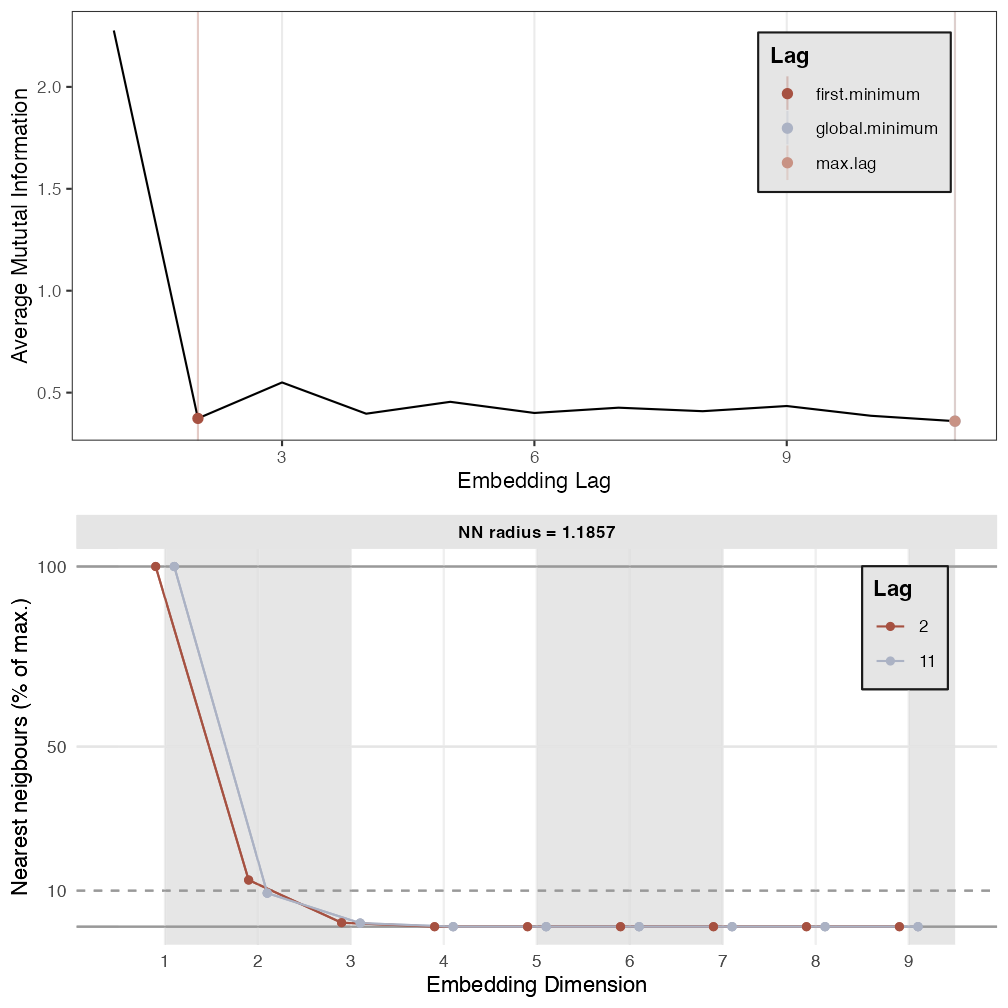 Average Mututal Information
2.0
1.5
1.0
0.5
Lag
first.minimum
global.minimum
max.lag
3
6
9
Embedding Lag
NN radius = 1.1857
Nearest neigbours (% of max.)
100
50
10
Lag
2
11
1
2
3
4
5
6
7
8
9
Embedding Dimension